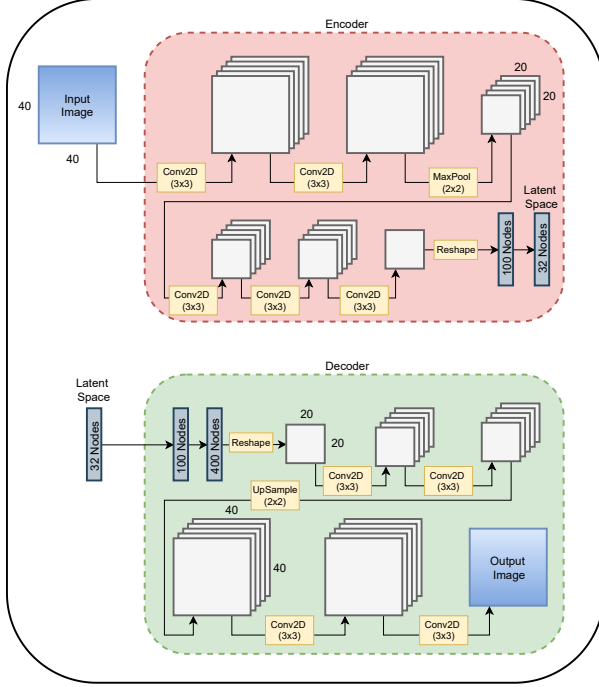 Encoder
40
Input
Image
40
Conv2D
(3x3)
Conv2D
(3x3)
MaxPool
(2x2)
20
20
Latent
Space
Conv2D
(3x3)
Conv2D
(3x3)
Conv2D
(3x3)
Reshape
100 Nodes
32 Nodes
Decoder
Latent
Space
32 Nodes
100 Nodes
400 Nodes
Reshape
20
20
Conv2D
(3x3)
Conv2D
(3x3)
UpSample
(2x2)
40
40
Conv2D
(3x3)
Conv2D
(3x3)
Output
Image